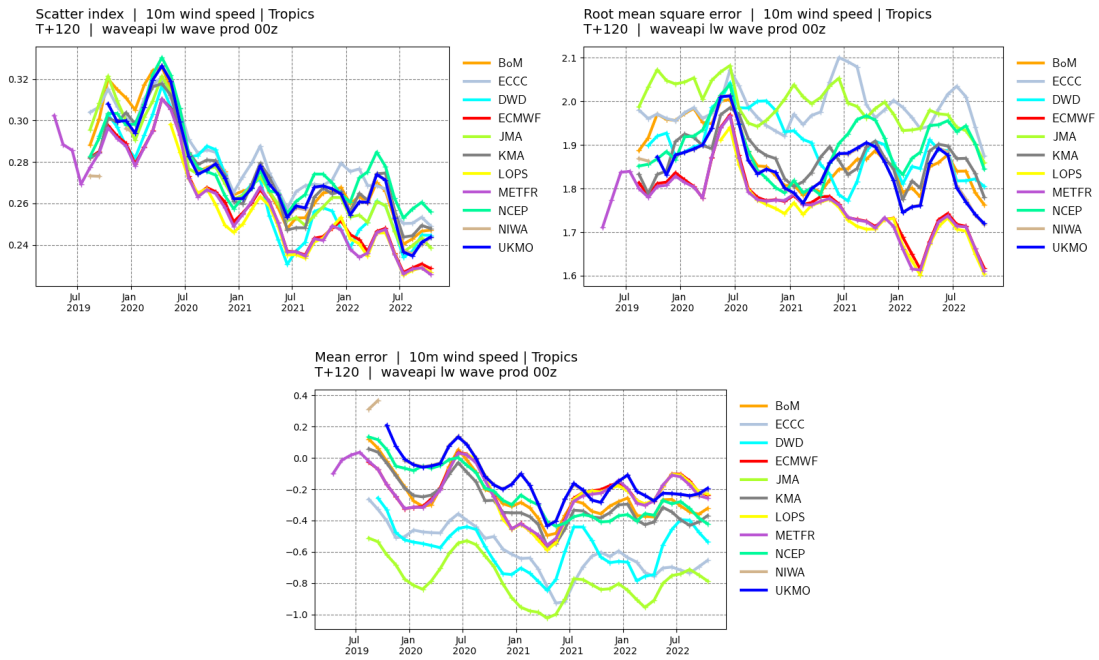 Scatter index | 10m wind speed | Tropics
T+120 | waveapi lw wave prod 00z
0.32
0.30
0.28
0.26
0.24
Jul
2019
Jan
2020
Jul
2020
Jan
2021
Jul
2021
Jan
2022
Jul
2022
BoM
ECCC
DWD
ECMWF
JMA
KMA
LOPS
METFR
NCEP
NIWA
UKMO
Root mean square error | 10m wind speed | Tropics
T+120 | waveapi lw wave prod 00z
2.1
2.0
1.9
1.8
1.7
1.6
Jul
2019
Jan
2020
Jul
2020
Jan
2021
Jul
2021
Jan
2022
Jul
2022
BoM
ECCC
DWD
ECMWF
JMA
KMA
LOPS
METFR
NCEP
NIWA
UKMO
Mean error | 10m wind speed | Tropics
T+120 | waveapi lw wave prod 00z
0.4
0.2
0.0
−0.2
−0.4
−0.6
−0.8
−1.0
Jul
2019
Jan
2020
Jul
2020
Jan
2021
Jul
2021
Jan
2022
Jul
2022
BoM
ECCC
DWD
ECMWF
JMA
KMA
LOPS
METFR
NCEP
NIWA
UKMO